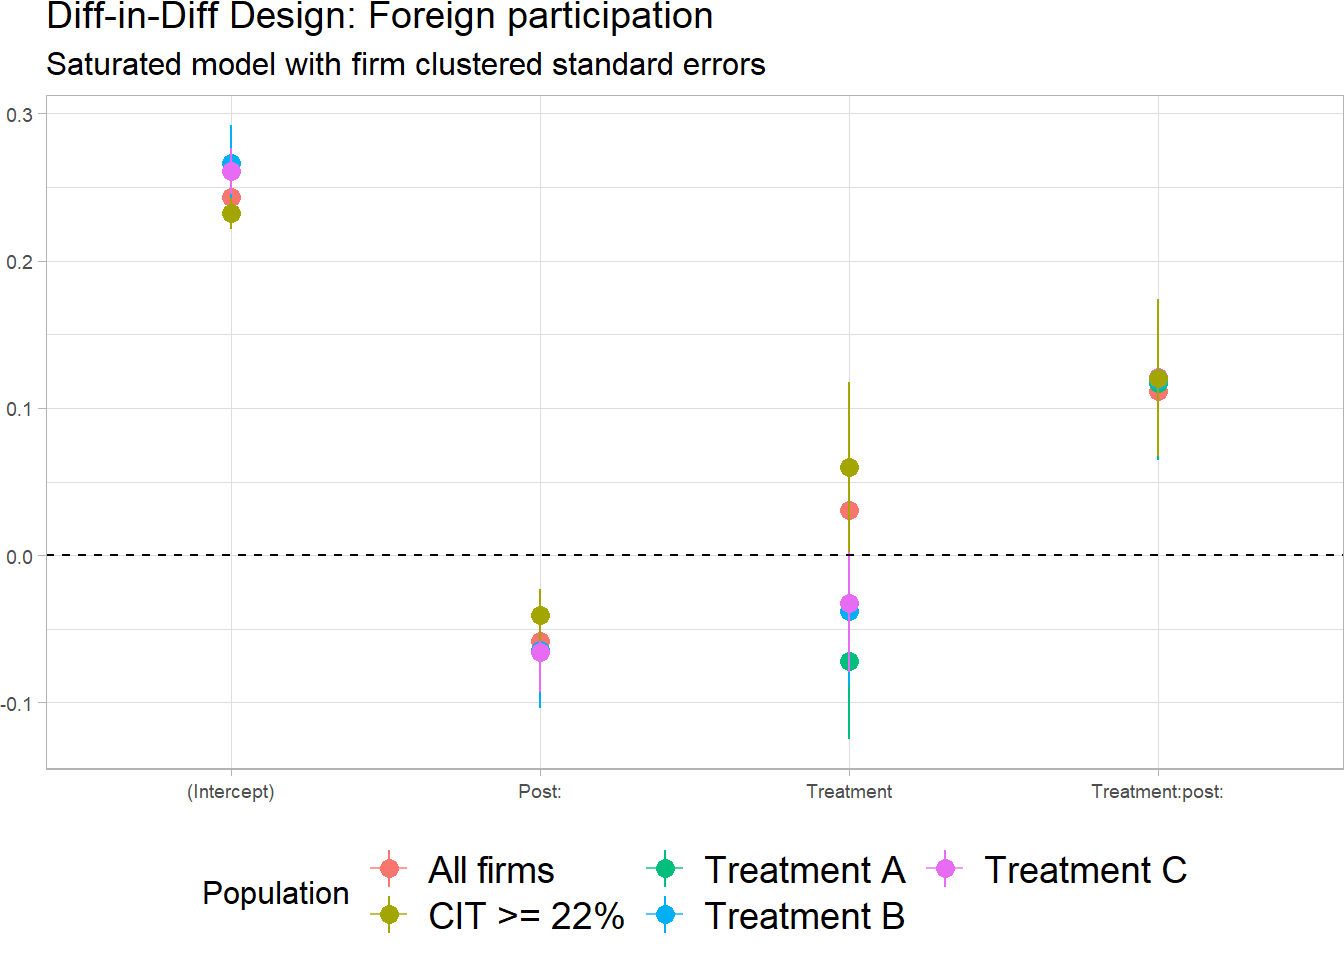 Diff-in-Diff Design: Foreign participation
Saturated model with firm clustered standard errors
0.3
0.2
0.1
0.0
-0.1
(Intercept)
Post:
Treatment
Treatment:post:
Population
All firms
CIT >= 22%
Treatment A
Treatment B
Treatment C